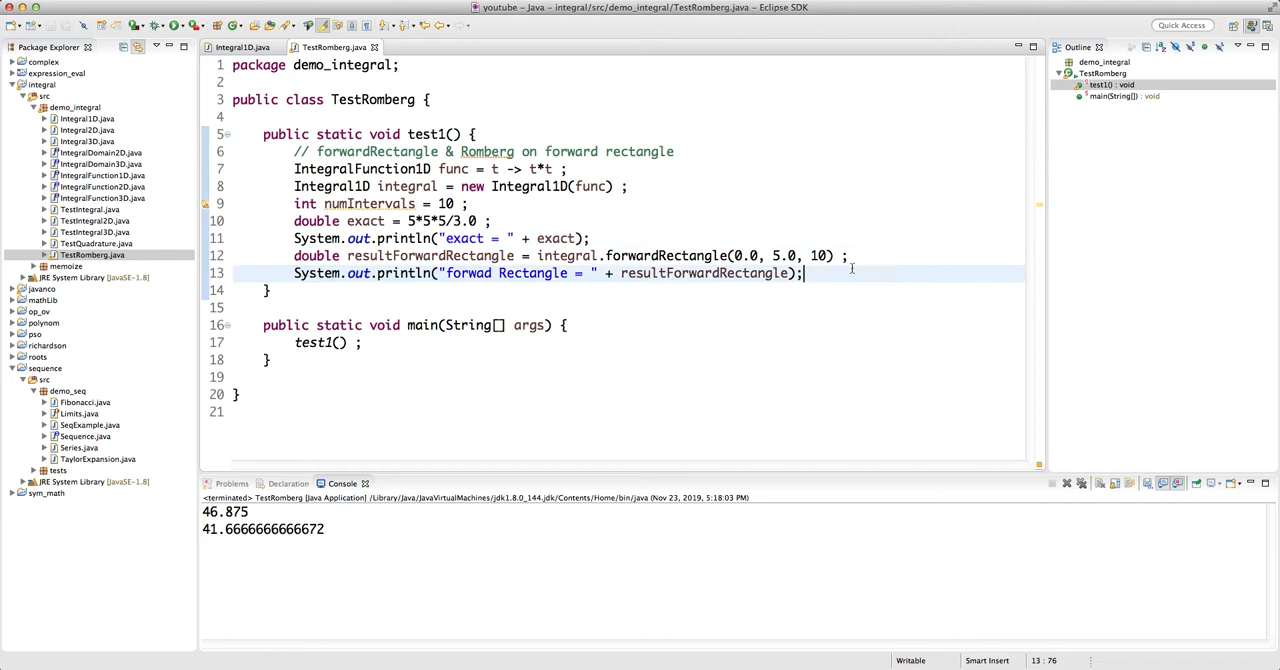 youtube - Java - integral/src/demo_integral/TestRomberg.java - Eclipse SDK
Quick Access
Package Explorer
complex
expression_eval
integral
src
demo_integral
Integral1D.java
Integral2D.java
Integral3D.java
IntegralDomain2D.java
IntegralDomain3D.java
IntegralFunction1D.java
IntegralFunction2D.java
IntegralFunction3D.java
TestIntegral.java
TestIntegral2D.java
TestIntegral3D.java
TestQuadrature.java
TestRomberg.java
memoize
JRE System Library [JavaSE-1.8]
javanco
mathLib
op_ov
polynom
pso
richardson
roots
sequence
src
demo_seq
Fibonacci.java
Limits.java
SeqExample.java
Sequence.java
Series.java
TaylorExpansion.java
tests
JRE System Library [JavaSE-1.8]
sym_math
Integral1D.java
TestRomberg.java
1 package demo_integral;
2
3 public class TestRomberg {
4
5 public static void test1() {
6 // forwardRectangle & Romberg on forward rectangle
7 IntegralFunction1D func = t -> t*t ;
8 Integral1D integral = new Integral1D(func) ;
9 int numIntervals = 10 ;
10 double exact = 5*5*5/3.0 ;
11 System.out.println("exact = " + exact);
12 double resultForwardRectangle = integral.forwardRectangle(0.0, 5.0, 10) ;
13 System.out.println("forwad Rectangle = " + resultForwardRectangle);
14 }
15
16 public static void main(String[] args) {
17 test1() ;
18 }
19
20 }
21
Outline
demo_integral
TestRomberg
test1() : void
main(String[]) : void
Problems
Declaration
Console
<terminated> TestRomberg [Java Application] /Library/Java/JavaVirtualMachines/jdk1.8.0_144.jdk/Contents/Home/bin/java (Nov 23, 2019, 5:18:03 PM)
46.875
41.6666666666672
Writable
Smart Insert
13 : 76